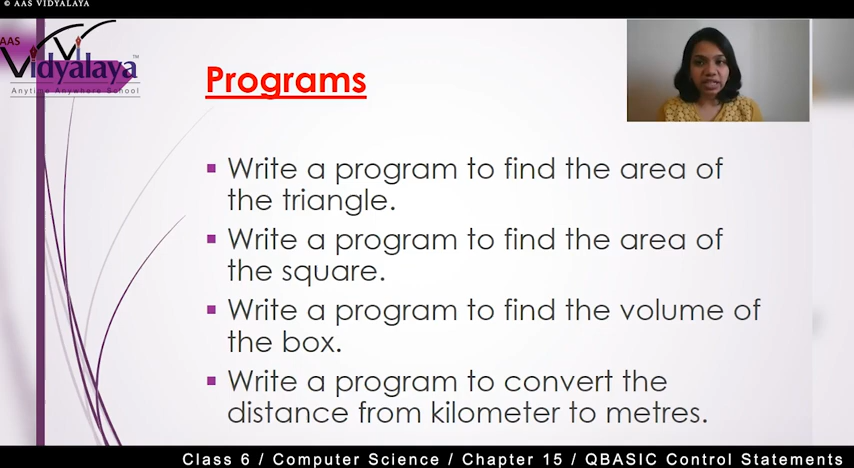 © AAS VIDYALAYA
AAS
Vidyalaya
TM
Anytime Anywhere School
Programs
Write a program to find the area of
the triangle.
Write a program to find the area of
the square.
Write a program to find the volume of
the box.
Write a program to convert the
distance from kilometer to metres.
Class 6 / Computer Science / Chapter 15 / QBASIC Control Statements